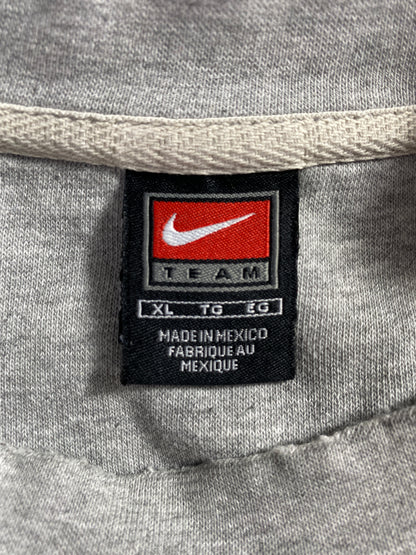 TEAM
XL TG EG
MADE IN MEXICO
FABRIQUE AU
MEXIQUE